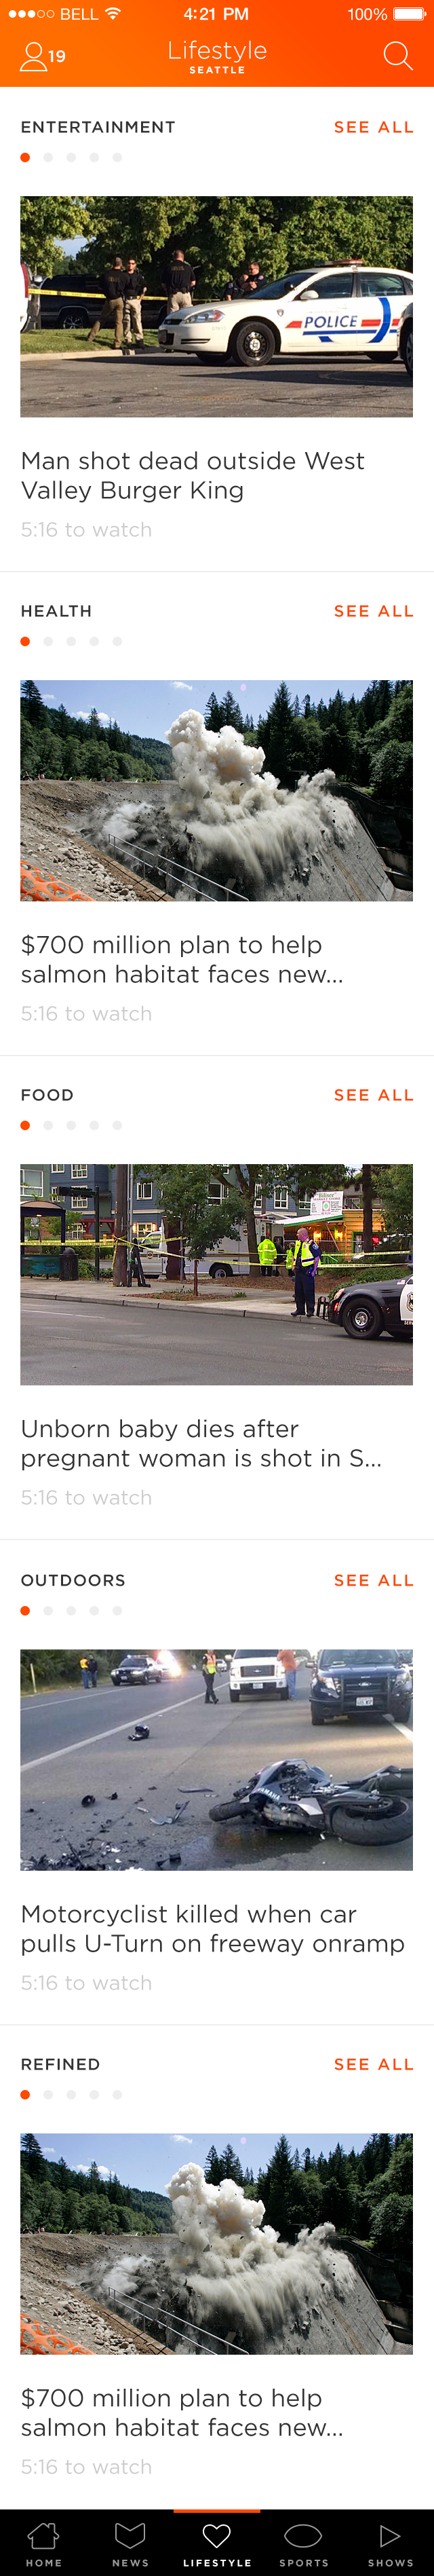 BELL 4:21 PM 100%
19 Lifestyle
SEATTLE
ENTERTAINMENT SEE ALL
POLICE
Man shot dead outside West
Valley Burger King
5:16 to watch
HEALTH SEE ALL
$700 million plan to help
salmon habitat faces new...
5:16 to watch
FOOD SEE ALL
Unborn baby dies after
pregnant woman is shot in S...
5:16 to watch
OUTDOORS SEE ALL
YAMAHA
Motorcyclist killed when car
pulls U-Turn on freeway onramp
5:16 to watch
REFINED SEE ALL
$700 million plan to help
salmon habitat faces new...
5:16 to watch
HOME NEWS LIFESTYLE SPORTS SHOWS